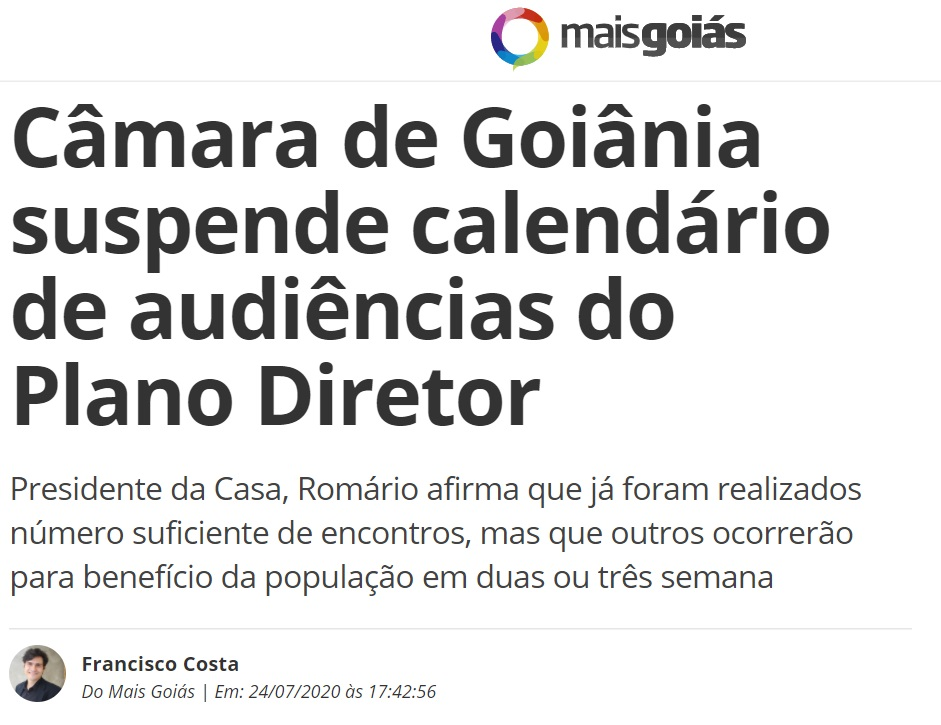 maisgoiás
Câmara de Goiânia
suspende calendário
de audiências do
Plano Diretor
Presidente da Casa, Romário afirma que já foram realizados
número suficiente de encontros, mas que outros ocorrerão
para benefício da população em duas ou três semana
Francisco Costa
Do Mais Goiás | Em: 24/07/2020 às 17:42:56